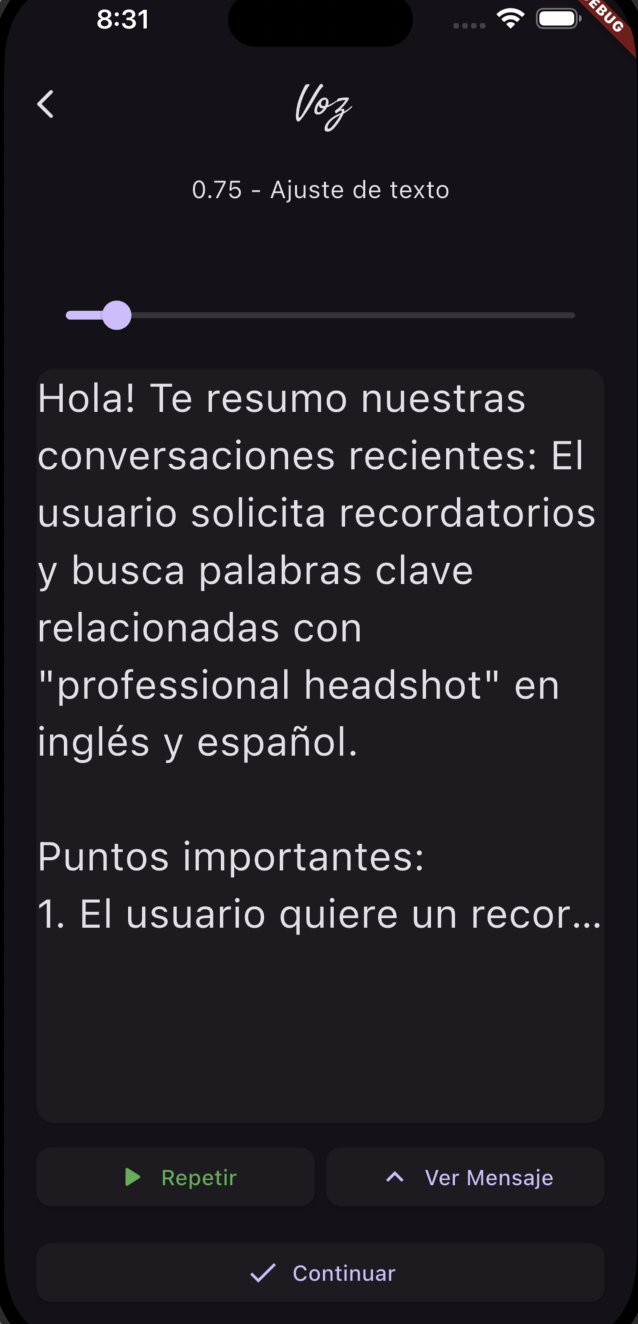 8:31
EBUG
Voz
0.75 - Ajuste de texto
Hola! Te resumo nuestras
conversaciones recientes: El
usuario solicita recordatorios
y busca palabras clave
relacionadas con
"professional headshot" en
inglés y español.
Puntos importantes:
1. El usuario quiere un recor...
Repetir
Ver Mensaje
Continuar